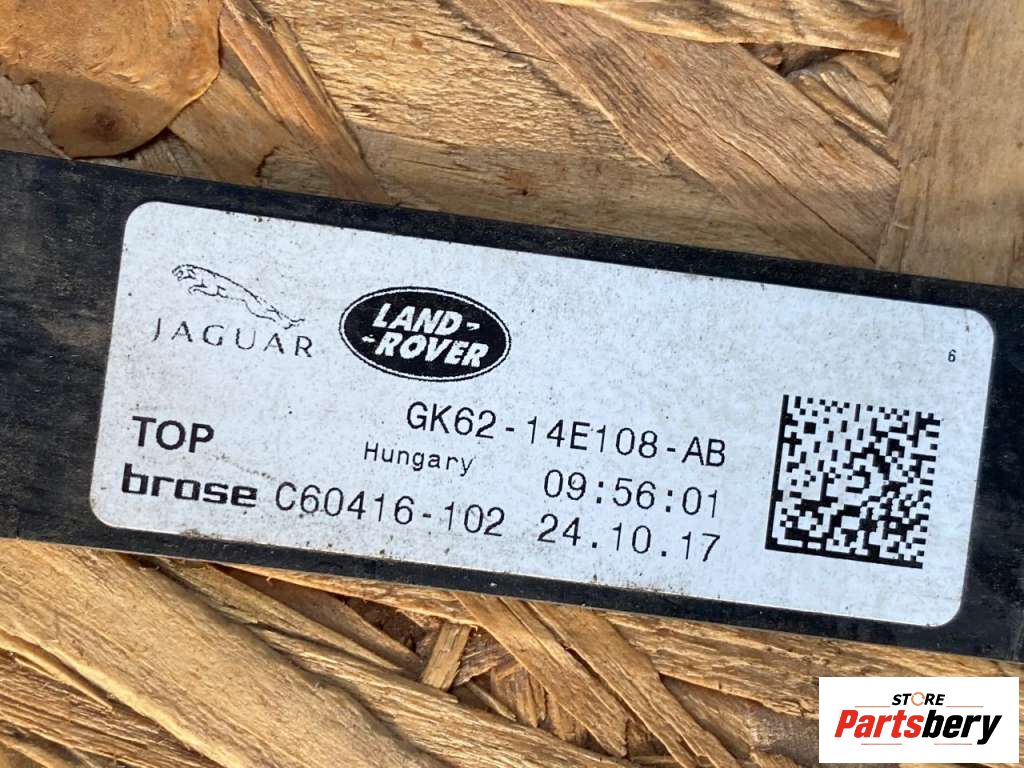 JAGUAR
LAND-
-ROVER
6
GK62-14E108-AB
TOP
Hungary
09:56:01
brose C60416-102 24.10.17
STORE
Partsbery